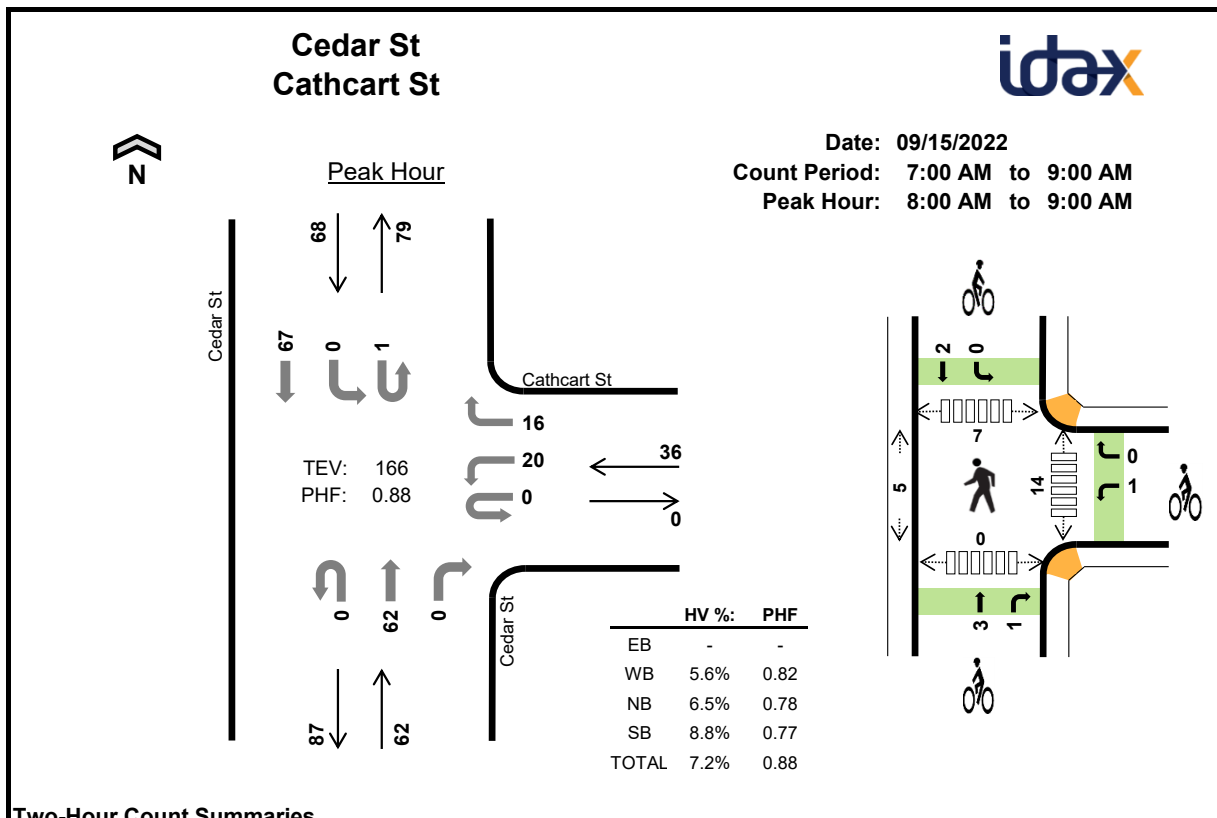 Cedar St
Cathcart St
idax
N
Peak Hour
Date: 09/15/2022
Count Period: 7:00 AM to 9:00 AM
Peak Hour: 8:00 AM to 9:00 AM
68
79
Cedar St
67
0
1
Cathcart St
16
TEV: 166
20
36
PHF: 0.88
0
0
0
62
0
Cedar St
87
62
HV %: PHF
EB - -
WB 5.6% 0.82
NB 6.5% 0.78
SB 8.8% 0.77
TOTAL 7.2% 0.88
2
0
7
0
5
14
1
0
3
1
Two-Hour Count Summaries